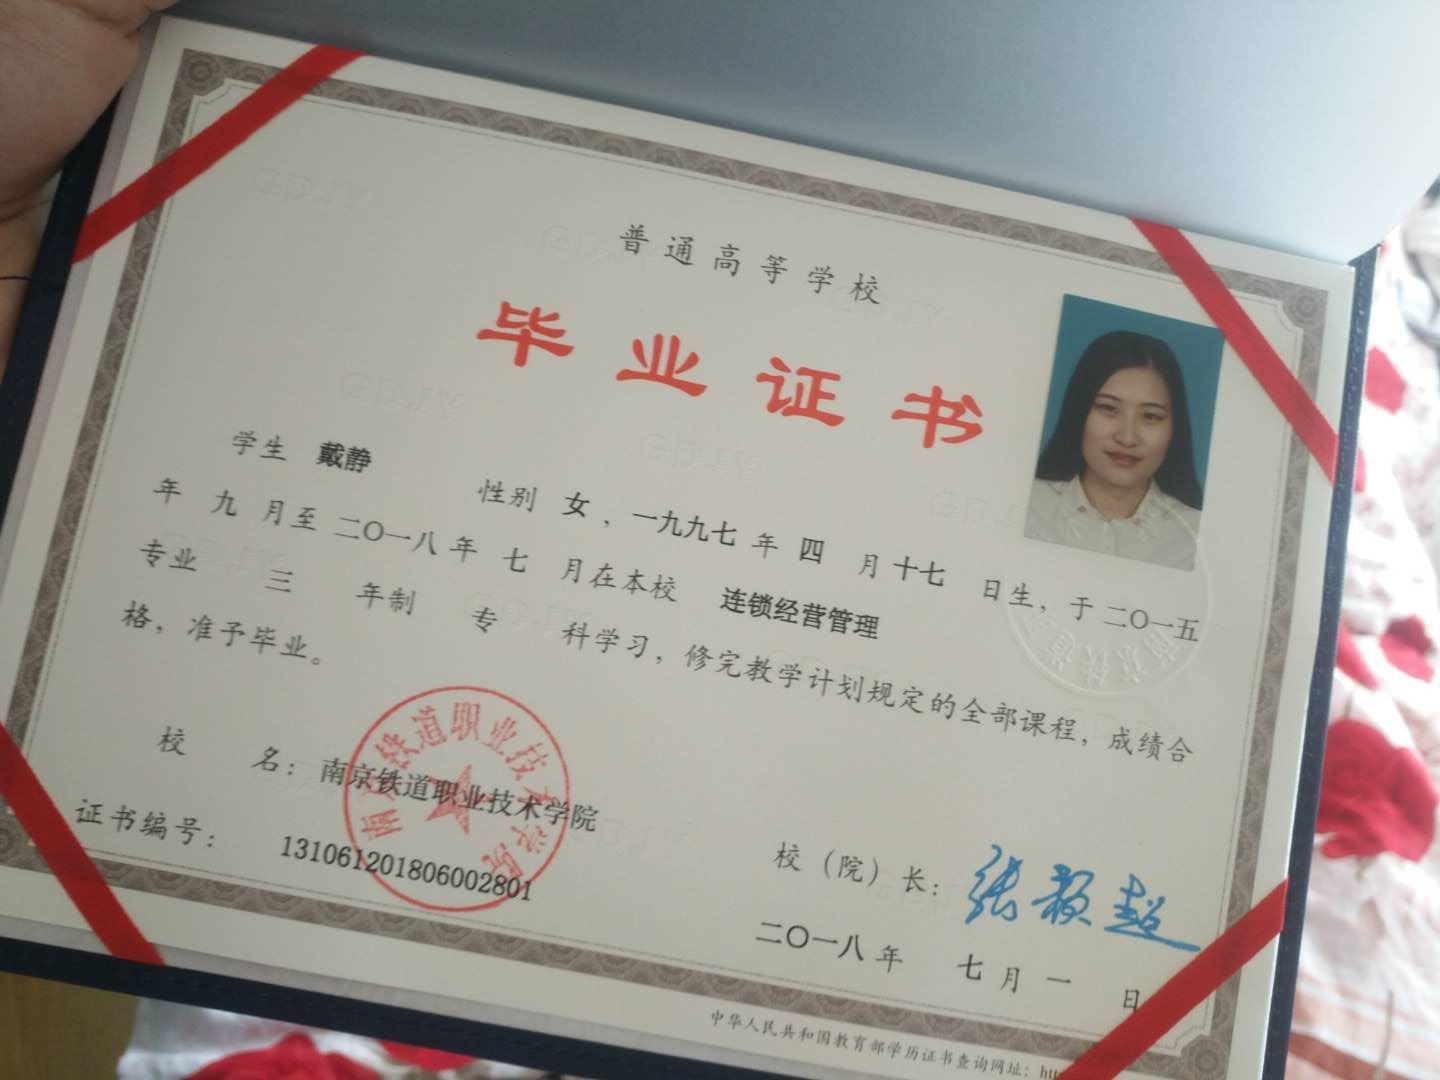 普通高等学校
毕业证书
学生 戴静 性别 女，一九九七年 四 月十七 日生，于二〇一五
年 九 月至二〇一八年 七 月在本校 连锁经营管理
专业 三 年制 专 科学习，修完教学计划规定的全部课程，成绩合
格，准予毕业。
校 名：南京铁道职业技术学院
南京铁道职业技术学院
证书编号：131061201806002801
校（院）长：张颖超
二〇一八年 七月 一 日
中华人民共和国教育部学历证书查询网址：htt